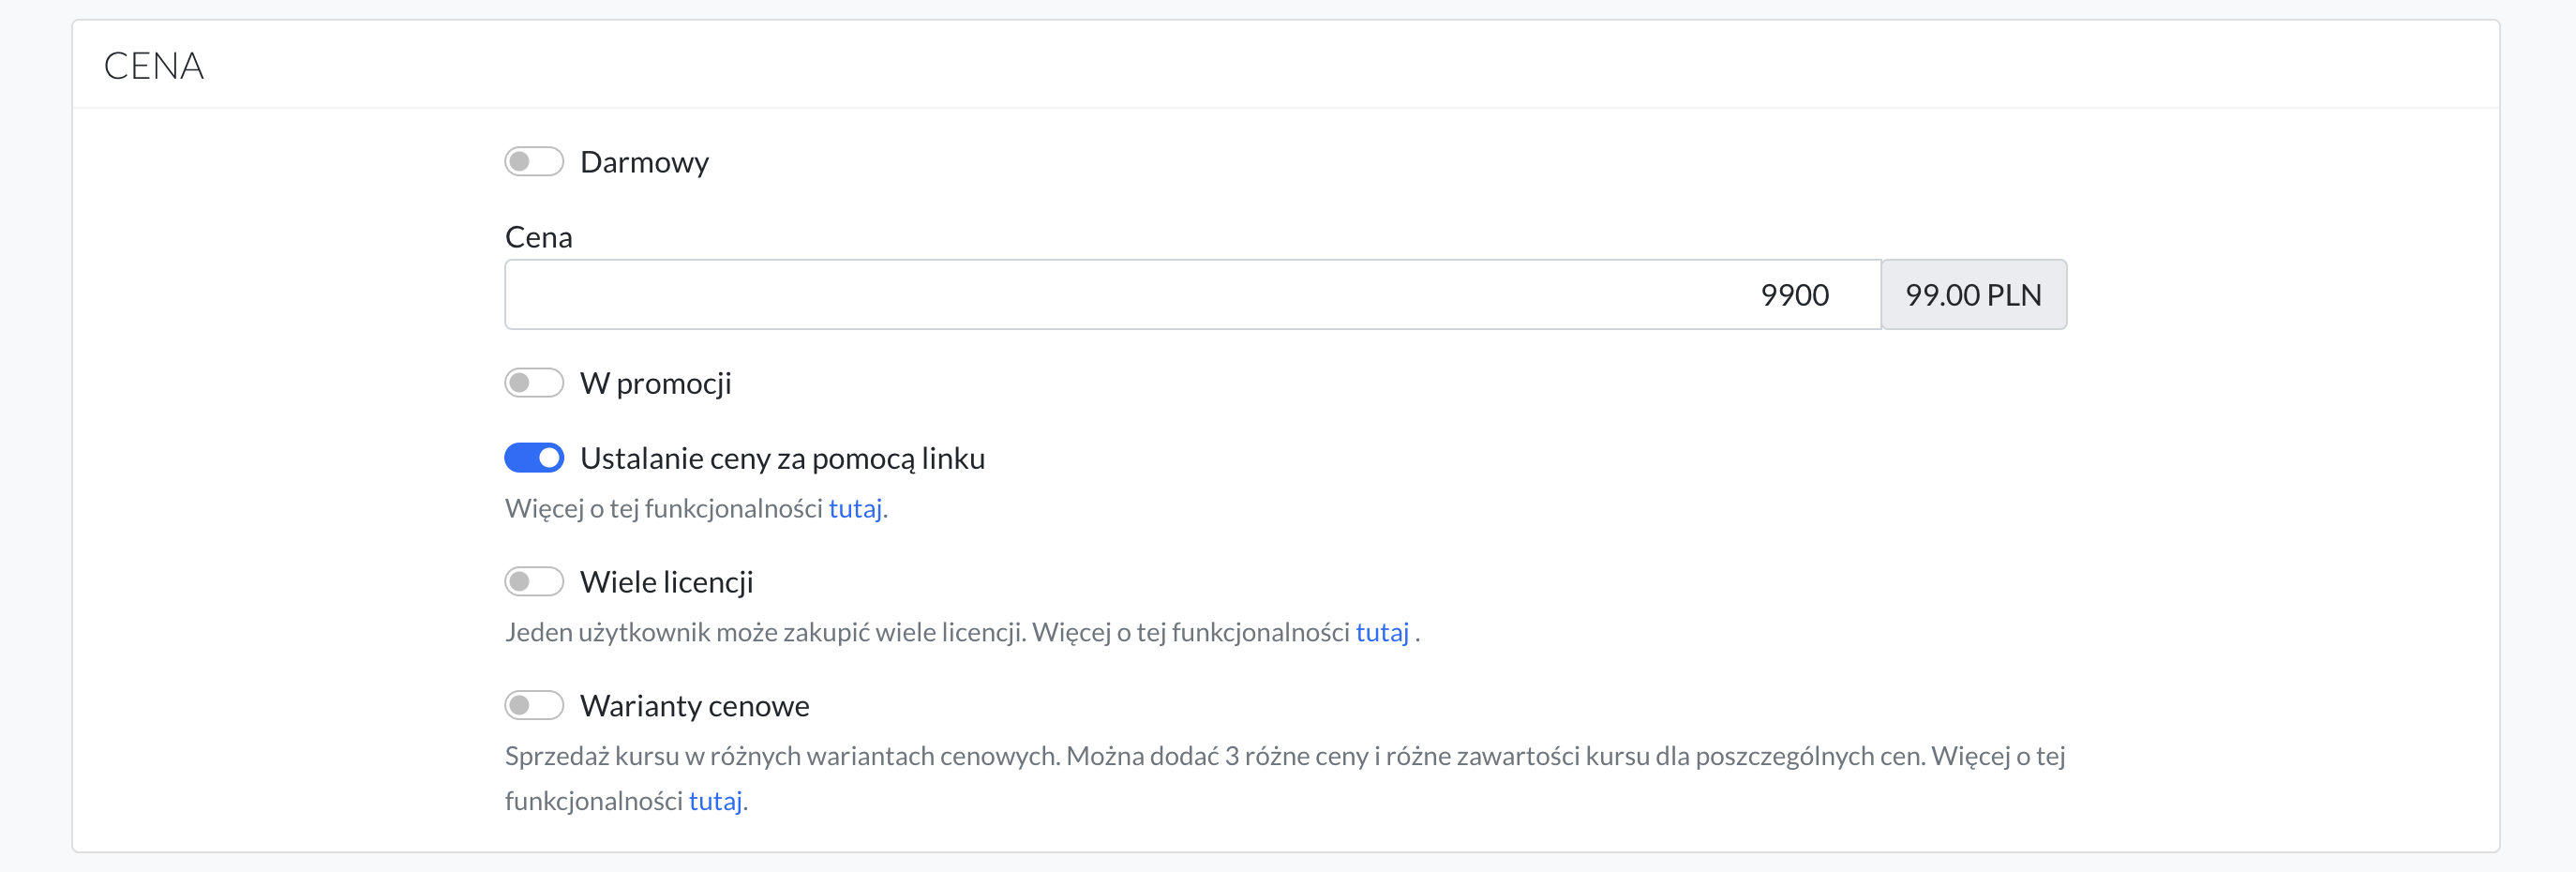 CENA
Darmowy
Cena
9900
99.00 PLN
W promocji
Ustalanie ceny za pomocą linku
Więcej o tej funkcjonalności tutaj.
Wiele licencji
Jeden użytkownik może zakupić wiele licencji. Więcej o tej funkcjonalności tutaj .
Warianty cenowe
Sprzedaż kursu w różnych wariantach cenowych. Można dodać 3 różne ceny i różne zawartości kursu dla poszczególnych cen. Więcej o tej
funkcjonalności tutaj.